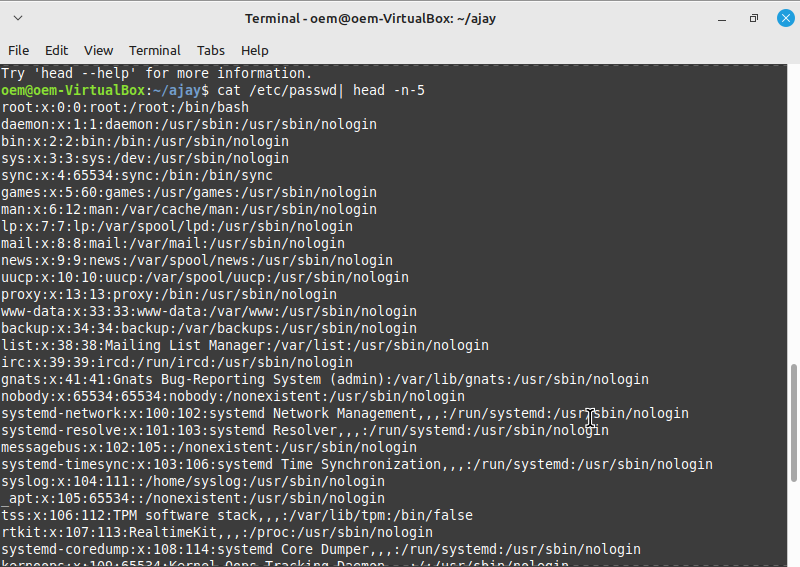 Terminal - oem@oem-VirtualBox: ~/ajay
File Edit View Terminal Tabs Help
Try 'head --help' for more information.
oem@oem-VirtualBox:~/ajay$ cat /etc/passwd| head -n-5
root:x:0:0:root:/root:/bin/bash
daemon:x:1:1:daemon:/usr/sbin:/usr/sbin/nologin
bin:x:2:2:bin:/bin:/usr/sbin/nologin
sys:x:3:3:sys:/dev:/usr/sbin/nologin
sync:x:4:65534:sync:/bin:/bin/sync
games:x:5:60:games:/usr/games:/usr/sbin/nologin
man:x:6:12:man:/var/cache/man:/usr/sbin/nologin
lp:x:7:7:lp:/var/spool/lpd:/usr/sbin/nologin
mail:x:8:8:mail:/var/mail:/usr/sbin/nologin
news:x:9:9:news:/var/spool/news:/usr/sbin/nologin
uucp:x:10:10:uucp:/var/spool/uucp:/usr/sbin/nologin
proxy:x:13:13:proxy:/bin:/usr/sbin/nologin
www-data:x:33:33:www-data:/var/www:/usr/sbin/nologin
backup:x:34:34:backup:/var/backups:/usr/sbin/nologin
list:x:38:38:Mailing List Manager:/var/list:/usr/sbin/nologin
irc:x:39:39:ircd:/run/ircd:/usr/sbin/nologin
gnats:x:41:41:Gnats Bug-Reporting System (admin):/var/lib/gnats:/usr/sbin/nologin
nobody:x:65534:65534:nobody:/nonexistent:/usr/sbin/nologin
systemd-network:x:100:102:systemd Network Management,,,:/run/systemd:/usr/sbin/nologin
systemd-resolve:x:101:103:systemd Resolver,,,:/run/systemd:/usr/sbin/nologin
messagebus:x:102:105::/nonexistent:/usr/sbin/nologin
systemd-timesync:x:103:106:systemd Time Synchronization,,,:/run/systemd:/usr/sbin/nologin
syslog:x:104:111::/home/syslog:/usr/sbin/nologin
_apt:x:105:65534::/nonexistent:/usr/sbin/nologin
tss:x:106:112:TPM software stack,,,:/var/lib/tpm:/bin/false
rtkit:x:107:113:RealtimeKit,,,:/proc:/usr/sbin/nologin
systemd-coredump:x:108:114:systemd Core Dumper,,,:/run/systemd:/usr/sbin/nologin
kernoops:x:109:65534:Kernel Oops Tracking Daemon,,,:/:/usr/sbin/nologin